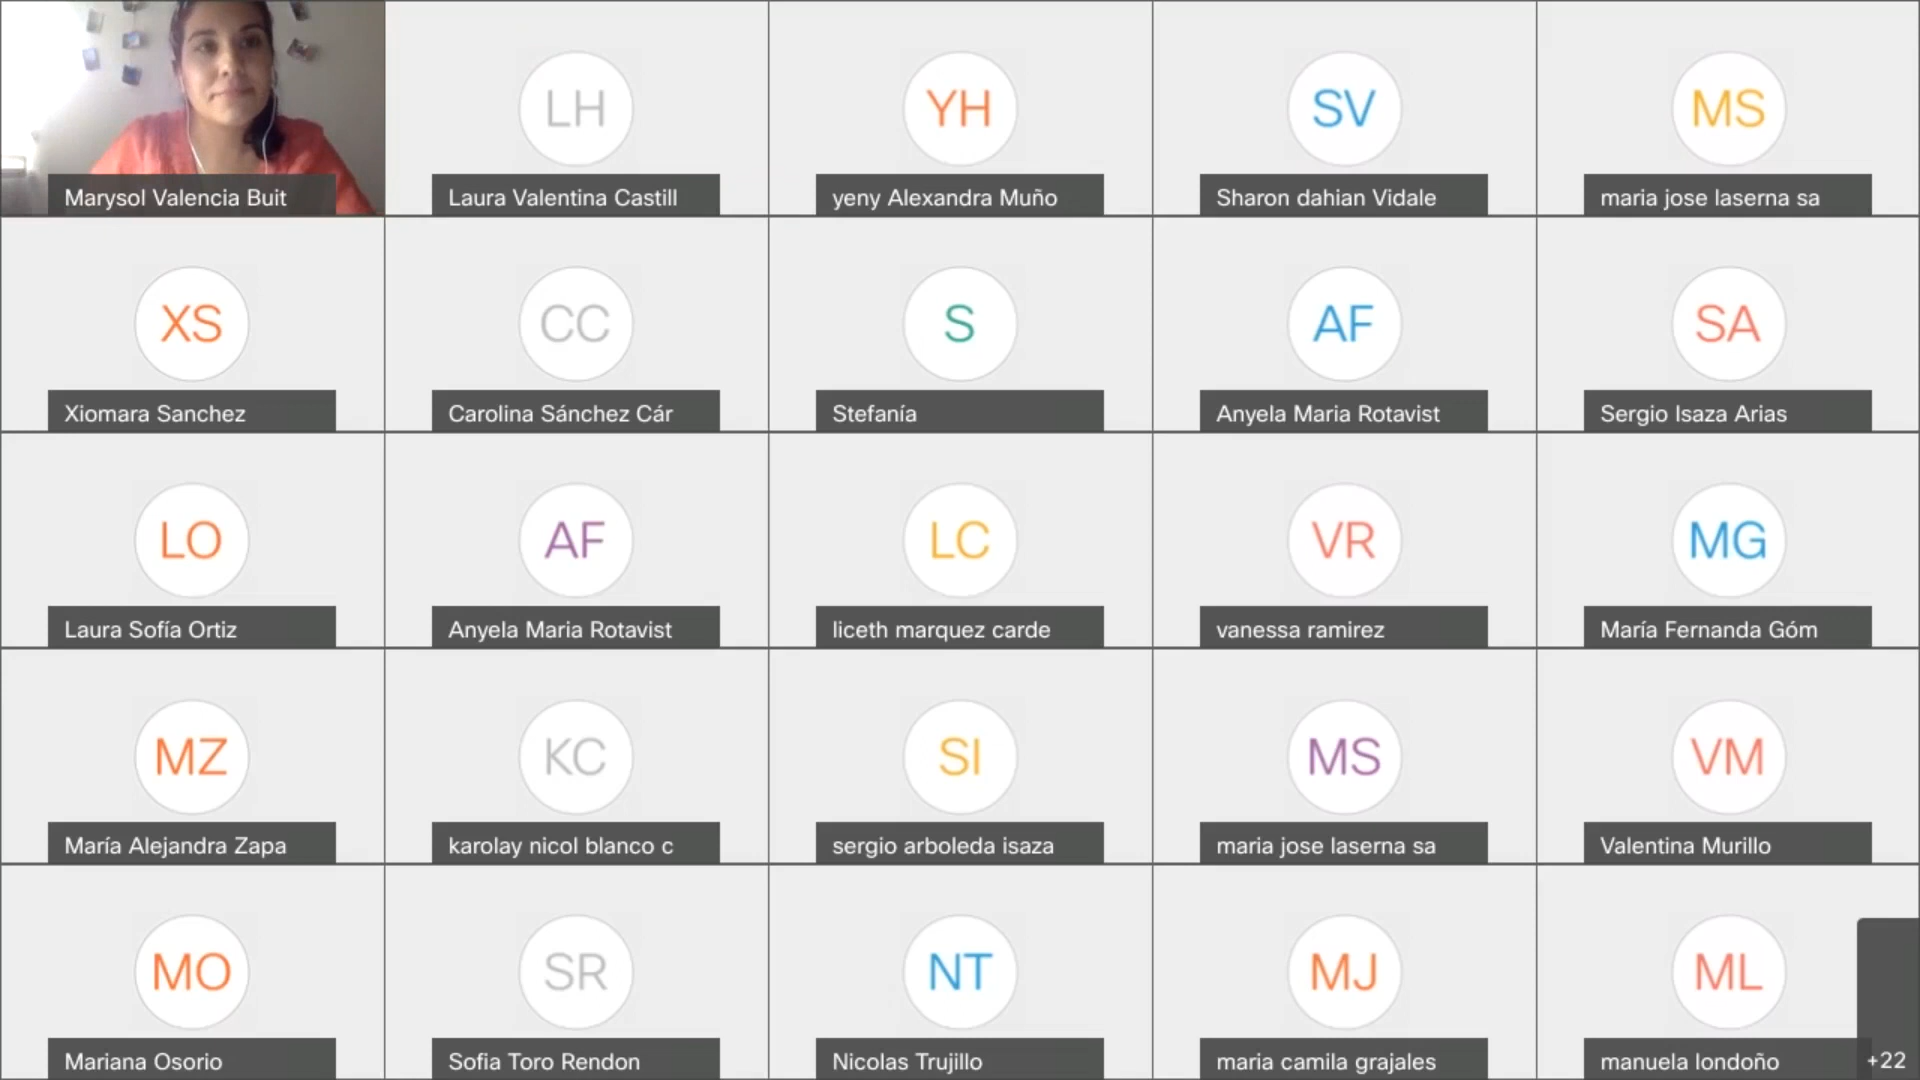 LH
YH
SV
MS
Marysol Valencia Buit
Laura Valentina Castill
yeny Alexandra Muño
Sharon dahian Vidale
maria jose laserna sa
XS
CC
S
AF
SA
Xiomara Sanchez
Carolina Sánchez Cár
Stefanía
Anyela Maria Rotavist
Sergio Isaza Arias
LO
AF
LC
VR
MG
Laura Sofía Ortiz
Anyela Maria Rotavist
liceth marquez carde
vanessa ramirez
María Fernanda Góm
MZ
KC
SI
MS
VM
María Alejandra Zapa
karolay nicol blanco c
sergio arboleda isaza
maria jose laserna sa
Valentina Murillo
MO
SR
NT
MJ
ML
Mariana Osorio
Sofia Toro Rendon
Nicolas Trujillo
maria camila grajales
manuela londoño
+22